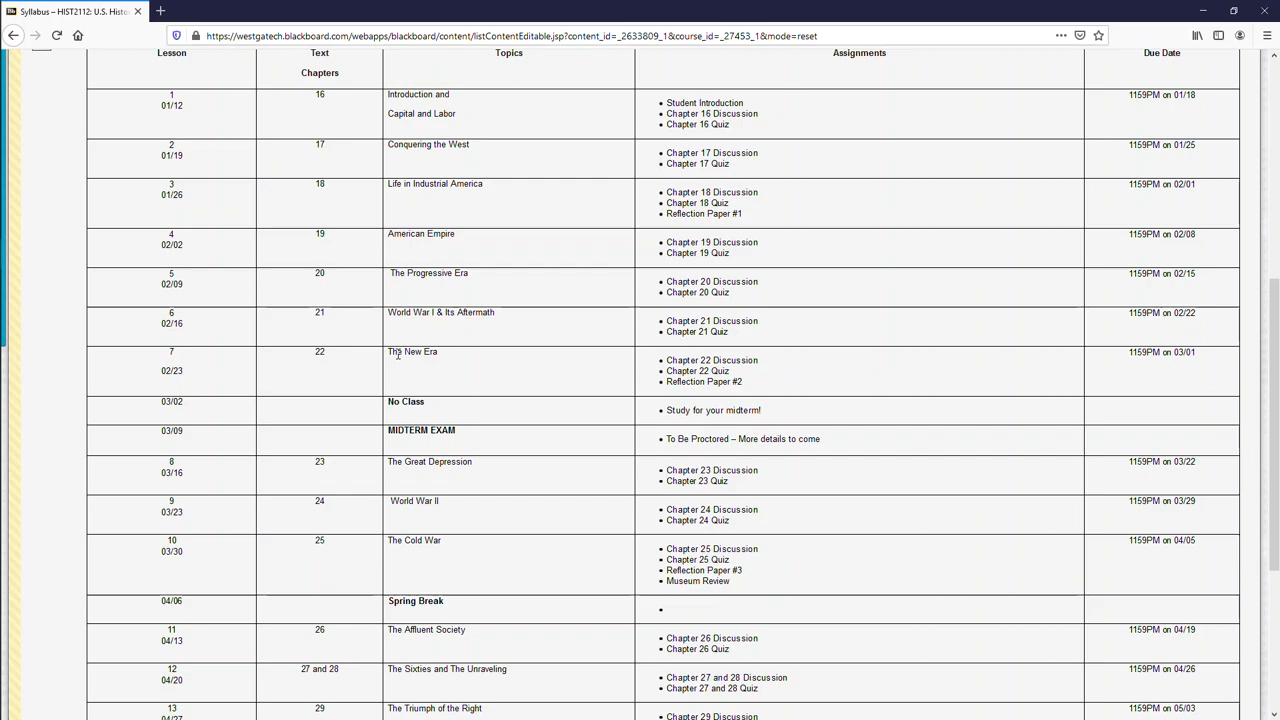 Syllabus – HIST2112: U.S. Histo
https://westgatech.blackboard.com/webapps/blackboard/content/listContentEditable.jsp?content_id=_2633809_1&course_id=_27453_1&mode=reset
Lesson Text Topics Assignments Due Date
Chapters
1 16 Introduction and 1159PM on 01/18
01/12 • Student Introduction
Capital and Labor • Chapter 16 Discussion
• Chapter 16 Quiz
2 17 Conquering the West 1159PM on 01/25
01/19 • Chapter 17 Discussion
• Chapter 17 Quiz
3 18 Life in Industrial America 1159PM on 02/01
01/26 • Chapter 18 Discussion
• Chapter 18 Quiz
• Reflection Paper #1
4 19 American Empire 1159PM on 02/08
02/02 • Chapter 19 Discussion
• Chapter 19 Quiz
5 20 The Progressive Era 1159PM on 02/15
02/09 • Chapter 20 Discussion
• Chapter 20 Quiz
6 21 World War I & Its Aftermath 1159PM on 02/22
02/16 • Chapter 21 Discussion
• Chapter 21 Quiz
7 22 The New Era 1159PM on 03/01
• Chapter 22 Discussion
02/23 • Chapter 22 Quiz
• Reflection Paper #2
03/02 No Class
• Study for your midterm!
03/09 MIDTERM EXAM
• To Be Proctored – More details to come
8 23 The Great Depression 1159PM on 03/22
03/16 • Chapter 23 Discussion
• Chapter 23 Quiz
9 24 World War II 1159PM on 03/29
03/23 • Chapter 24 Discussion
• Chapter 24 Quiz
10 25 The Cold War 1159PM on 04/05
03/30 • Chapter 25 Discussion
• Chapter 25 Quiz
• Reflection Paper #3
• Museum Review
04/06 Spring Break
•
11 26 The Affluent Society 1159PM on 04/19
04/13 • Chapter 26 Discussion
• Chapter 26 Quiz
12 27 and 28 The Sixties and The Unraveling 1159PM on 04/26
04/20 • Chapter 27 and 28 Discussion
• Chapter 27 and 28 Quiz
13 29 The Triumph of the Right 1159PM on 05/03
04/27 • Chapter 29 Discussion